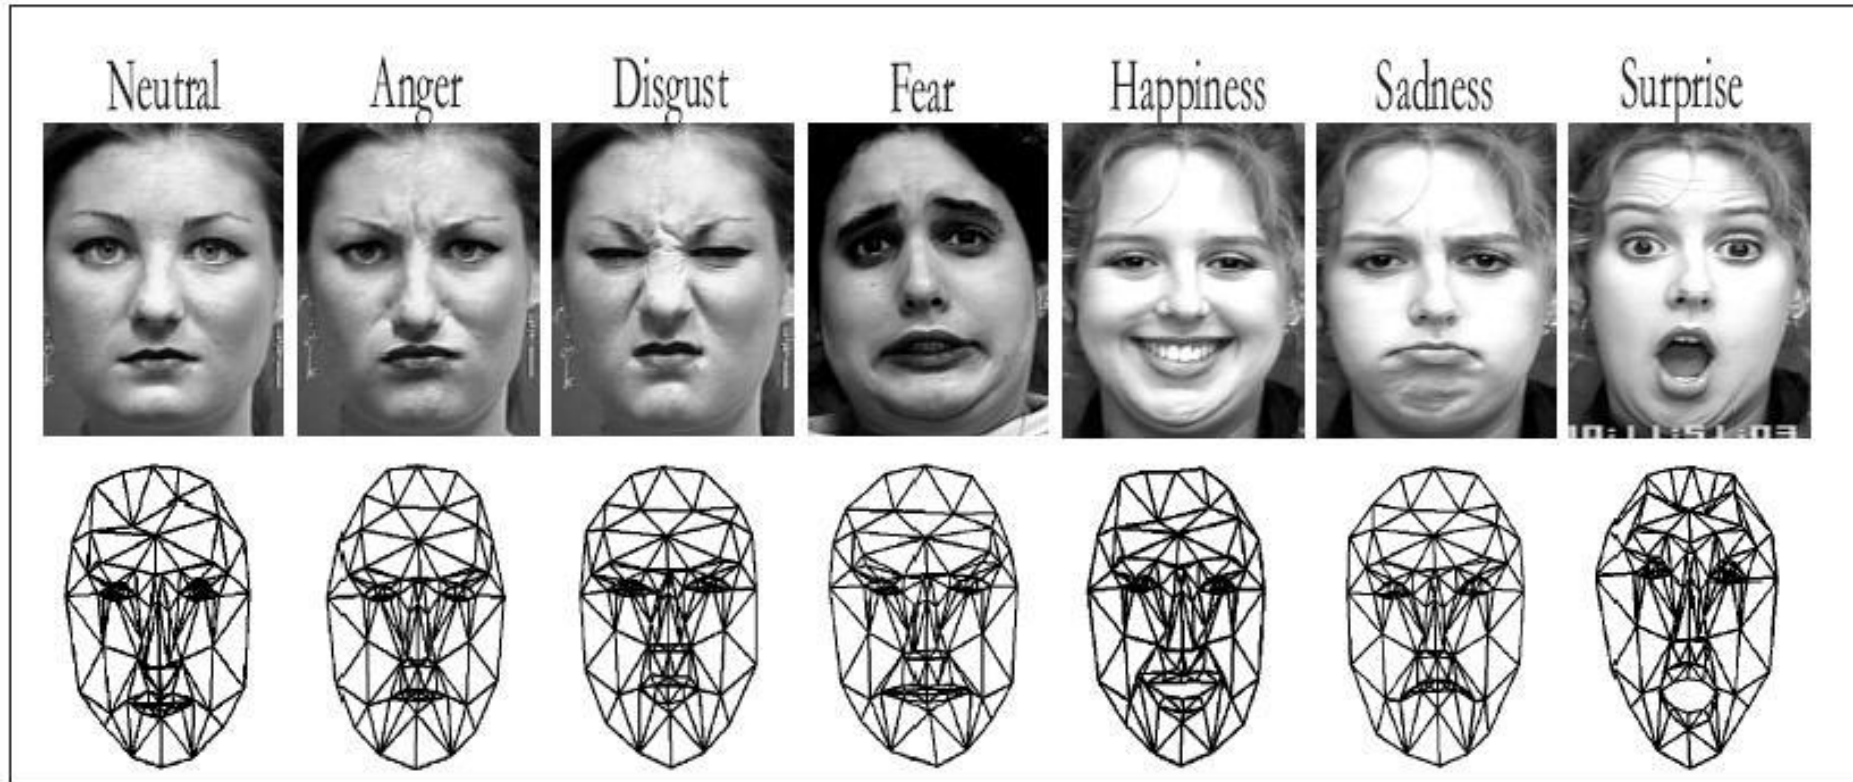 Neutral
Anger
Disgust
Fear
Happiness
Sadness
Surprise